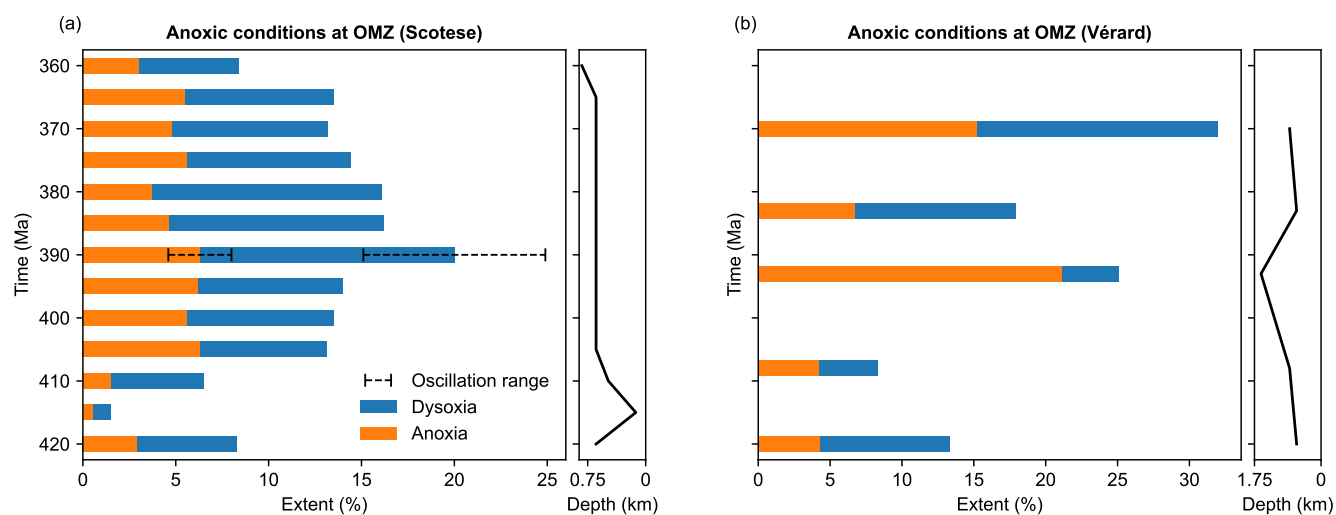 (a)
Anoxic conditions at OMZ (Scotese)
360
370
380
390
400
410
420
Time (Ma)
Oscillation range
Dysoxia
Anoxia
0 5 10 15 20 25
Extent (%)
0.75 0
Depth (km)
(b)
Anoxic conditions at OMZ (Vérard)
Time (Ma)
0 5 10 15 20 25 30
Extent (%)
1.75 0
Depth (km)